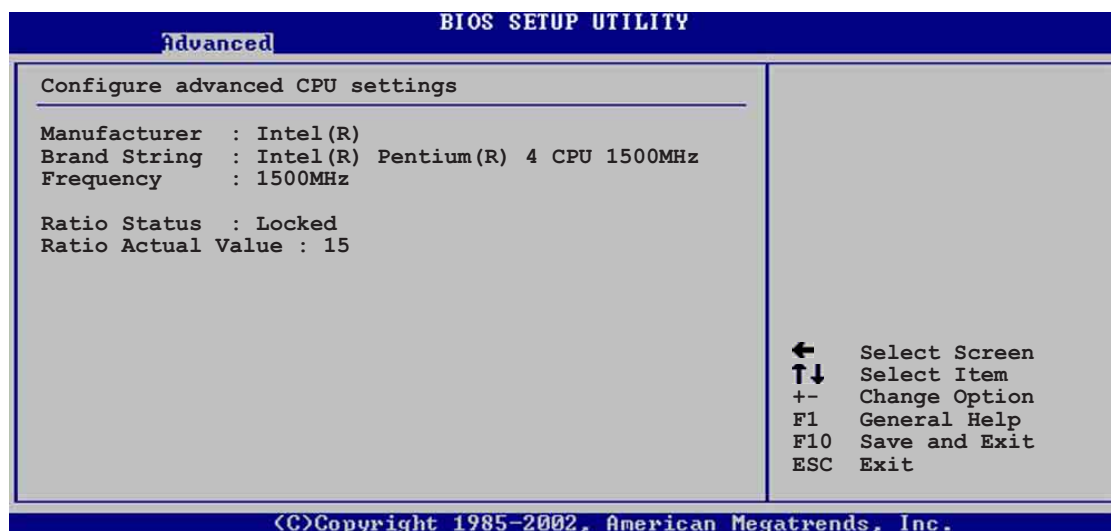 BIOS SETUP UTILITY
Advanced
Configure advanced CPU settings
Manufacturer : Intel(R)
Brand String : Intel(R) Pentium(R) 4 CPU 1500MHz
Frequency : 1500MHz
Ratio Status : Locked
Ratio Actual Value : 15
← Select Screen
↑↓ Select Item
+- Change Option
F1 General Help
F10 Save and Exit
ESC Exit
(C)Copyright 1985-2002, American Megatrends, Inc.